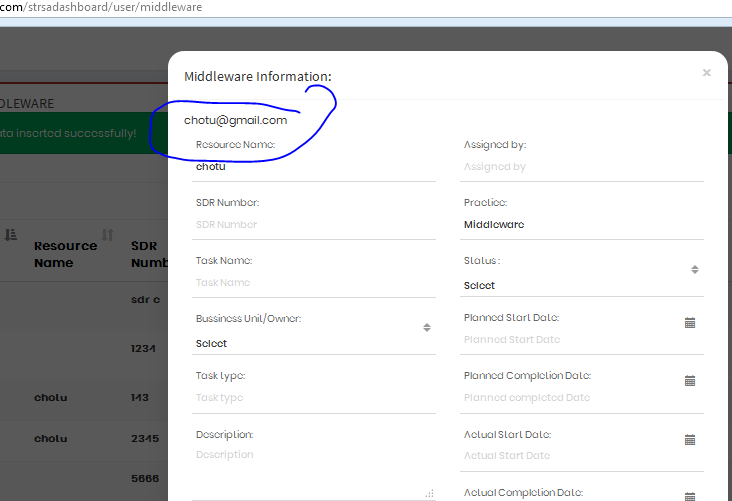 com/strsadashboard/user/middleware
Middleware Information:
×
DLEWARE
chotu@gmail.com
ata inserted successfully!
Resource Name:
Assigned by:
chotu
Assigned by
SDR Number:
Practice:
SDR Number
Middleware
Resource Name
SDR Numb
Task Name:
Status :
Task Name
Select
sdr c
Bussiness Unit/Owner:
Planned Start Date:
Select
Planned Start Date
1234
Task type:
Planned Completion Date:
Task type
Planned completed Date
chotu
143
Description:
Actual Start Date:
chotu
2345
Description
Actual Start Date
5666
Actual Completion Date: